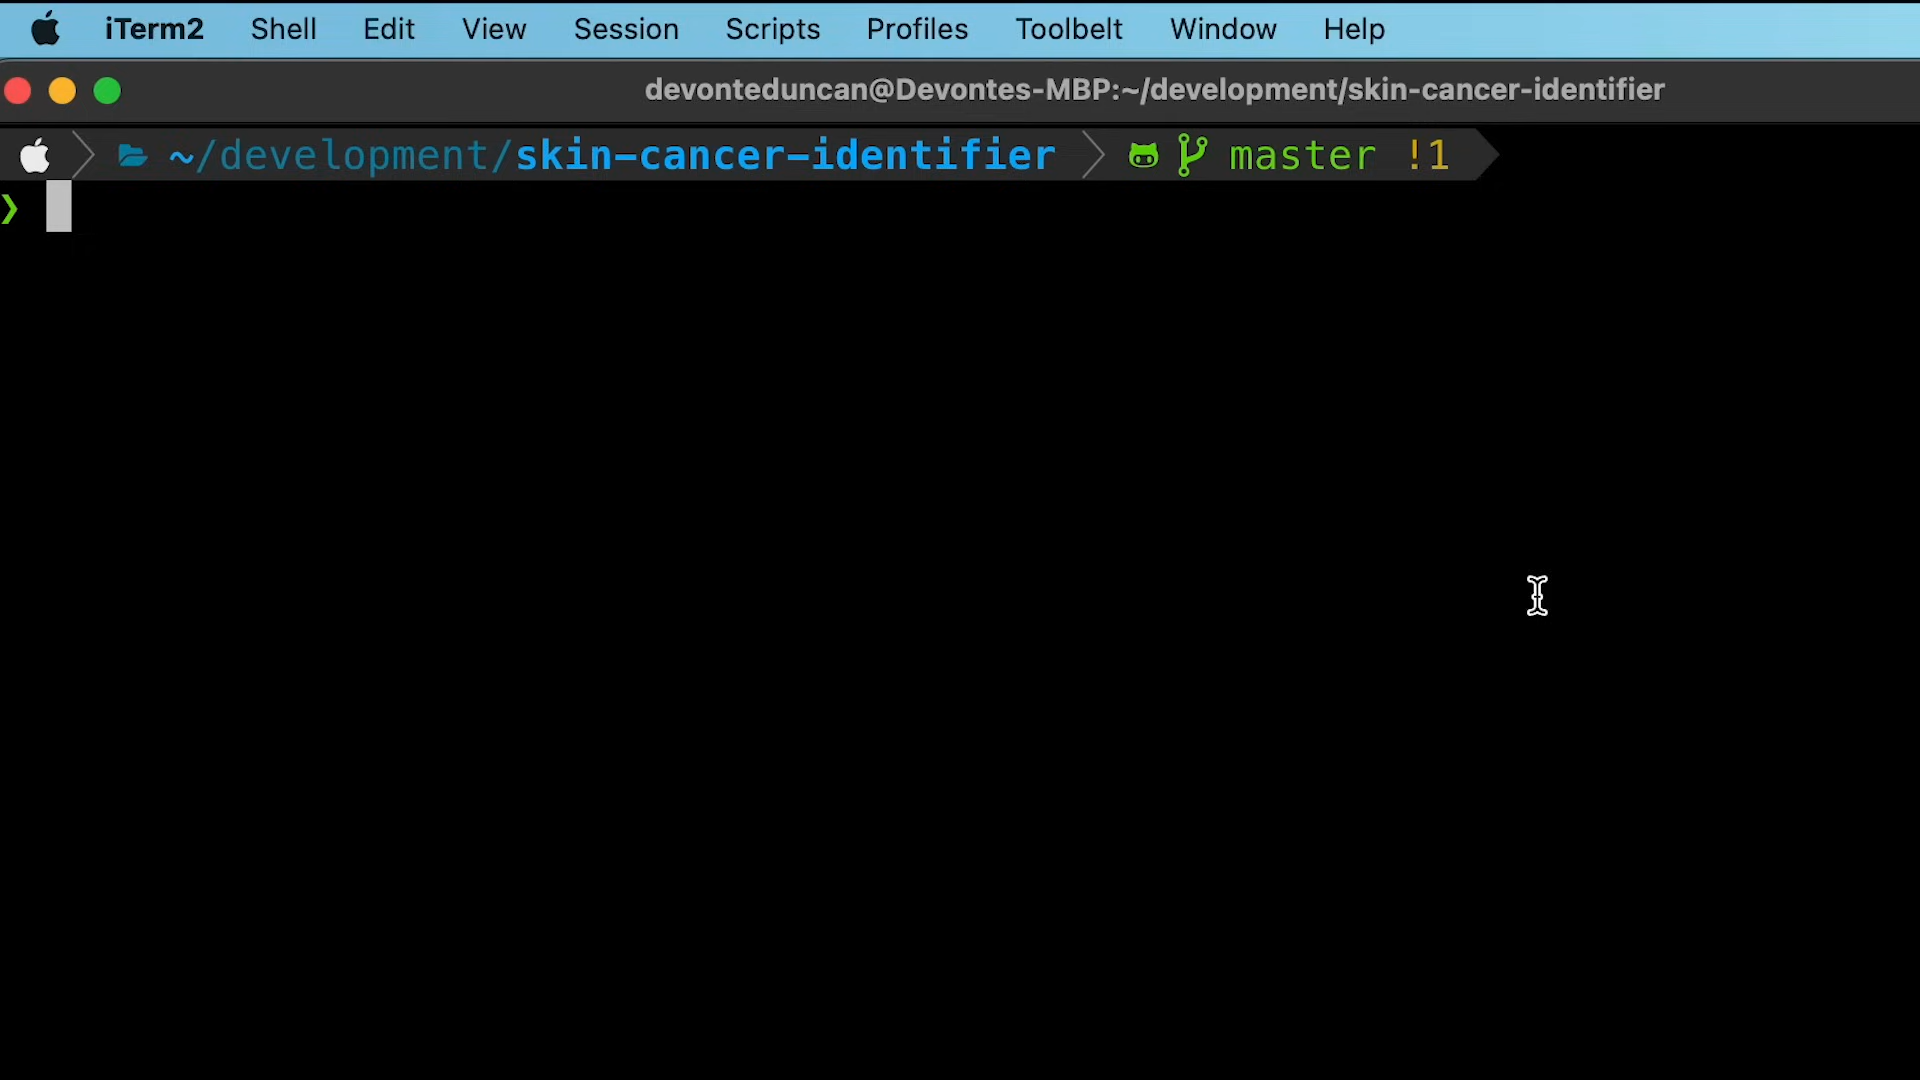 iTerm2 Shell Edit View Session Scripts Profiles Toolbelt Window Help
devonteduncan@Devontes-MBP:~/development/skin-cancer-identifier
~/development/skin-cancer-identifier master !1
❯